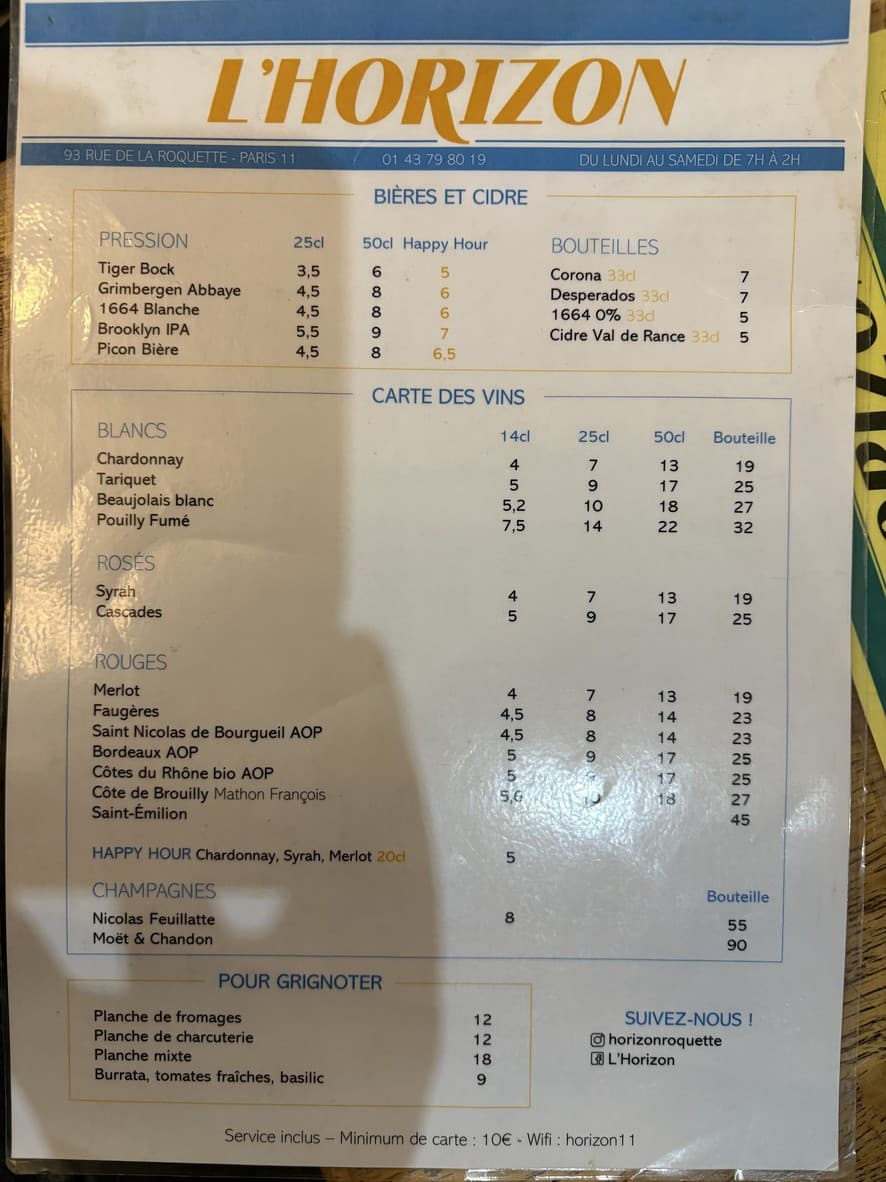 L'HORIZON
93 RUE DE LA ROQUETTE - PARIS 11 01 43 79 80 19 DU LUNDI AU SAMEDI DE 7H À 2H
BIÈRES ET CIDRE
PRESSION 25cl 50cl Happy Hour
Tiger Bock 3,5 6 5
Grimbergen Abbaye 4,5 8 6
1664 Blanche 4,5 8 6
Brooklyn IPA 5,5 9 7
Picon Bière 4,5 8 6,5
BOUTEILLES
Corona 33cl 7
Desperados 33cl 7
1664 0% 33cl 5
Cidre Val de Rance 33cl 5
CARTE DES VINS
BLANCS 14cl 25cl 50cl Bouteille
Chardonnay 4 7 13 19
Tariquet 5 9 17 25
Beaujolais blanc 5,2 10 18 27
Pouilly Fumé 7,5 14 22 32
ROSÉS
Syrah 4 7 13 19
Cascades 5 9 17 25
ROUGES
Merlot 4 7 13 19
Faugères 4,5 8 14 23
Saint Nicolas de Bourgueil AOP 4,5 8 14 23
Bordeaux AOP 5 9 17 25
Côtes du Rhône bio AOP 5 9 17 25
Côte de Brouilly Mathon François 18 27
Saint-Émilion 45
HAPPY HOUR Chardonnay, Syrah, Merlot 20cl 5
CHAMPAGNES Bouteille
Nicolas Feuillatte 8 55
Moët & Chandon 90
POUR GRIGNOTER
Planche de fromages 12
Planche de charcuterie 12
Planche mixte 18
Burrata, tomates fraîches, basilic 9
SUIVEZ-NOUS !
horizonroquette
L'Horizon
Service inclus – Minimum de carte : 10€ - Wifi : horizon11